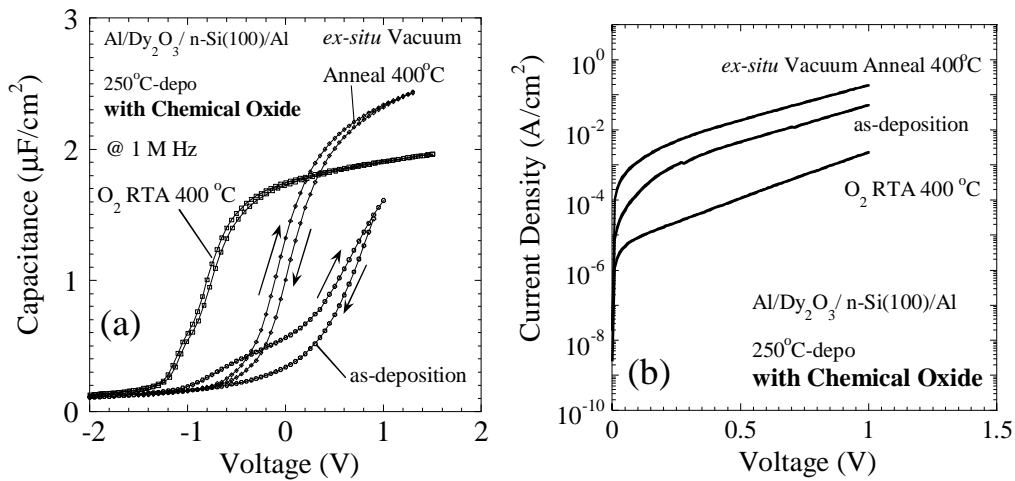 3
2
1
0
Capacitance (μF/cm²)
Al/Dy₂O₃/ n-Si(100)/Al
250°C-depo
with Chemical Oxide
@ 1 M Hz
O₂ RTA 400 °C
ex-situ Vacuum
Anneal 400°C
as-deposition
(a)
-2
-1
0
1
2
Voltage (V)
10⁰
10⁻²
10⁻⁴
10⁻⁶
10⁻⁸
10⁻¹⁰
Current Density (A/cm²)
ex-situ Vacuum Anneal 400°C
as-deposition
O₂ RTA 400 °C
Al/Dy₂O₃/ n-Si(100)/Al
250°C-depo
with Chemical Oxide
(b)
0
0.5
1
1.5
Voltage (V)